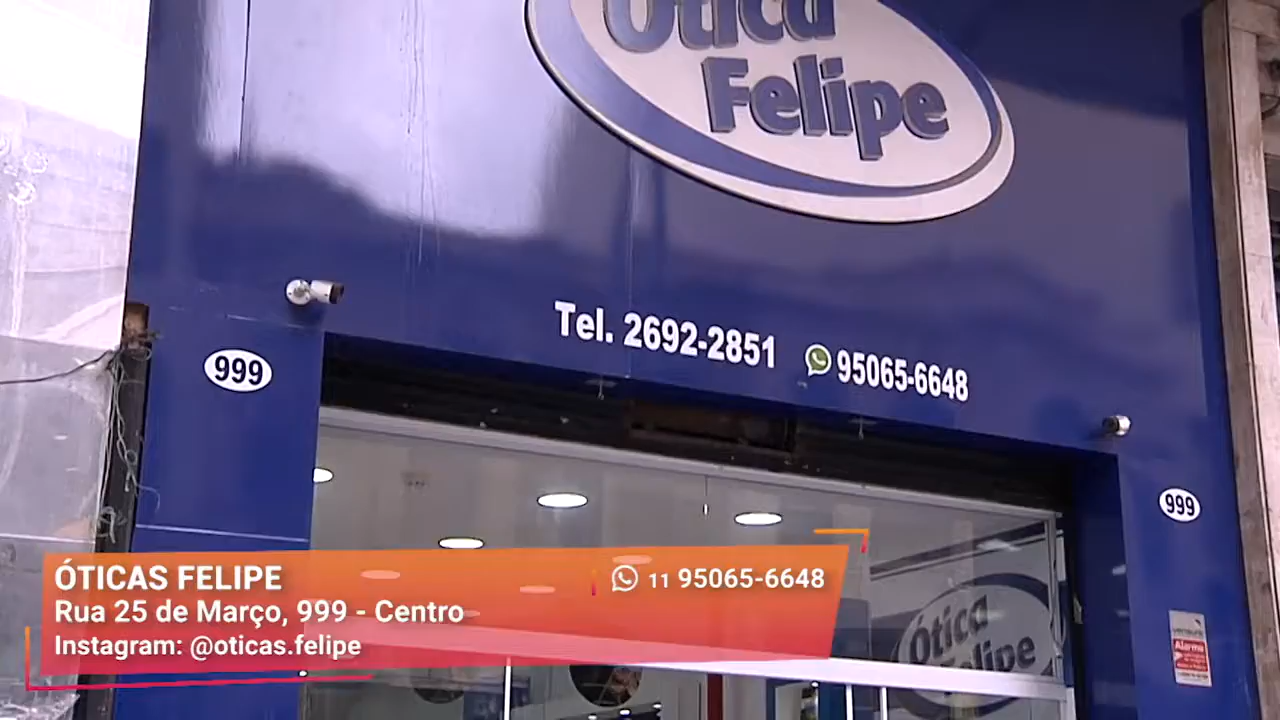 Ótica
Felipe
Tel. 2692-2851 95065-6648
999
999
ÓTICAS FELIPE
11 95065-6648
Rua 25 de Março, 999 - Centro
Instagram: @oticas.felipe
Ótica
Felipe
Alarme